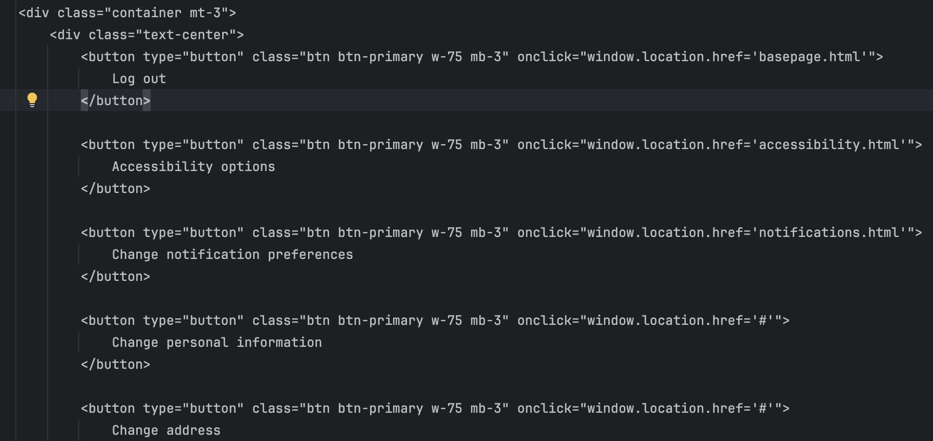 <div class="container mt-3">
<div class="text-center">
<button type="button" class="btn btn-primary w-75 mb-3" onclick="window.location.href='basepage.html'">
Log out
</button>
<button type="button" class="btn btn-primary w-75 mb-3" onclick="window.location.href='accessibility.html'">
Accessibility options
</button>
<button type="button" class="btn btn-primary w-75 mb-3" onclick="window.location.href='notifications.html'">
Change notification preferences
</button>
<button type="button" class="btn btn-primary w-75 mb-3" onclick="window.location.href='#'">
Change personal information
</button>
<button type="button" class="btn btn-primary w-75 mb-3" onclick="window.location.href='#'">
Change address